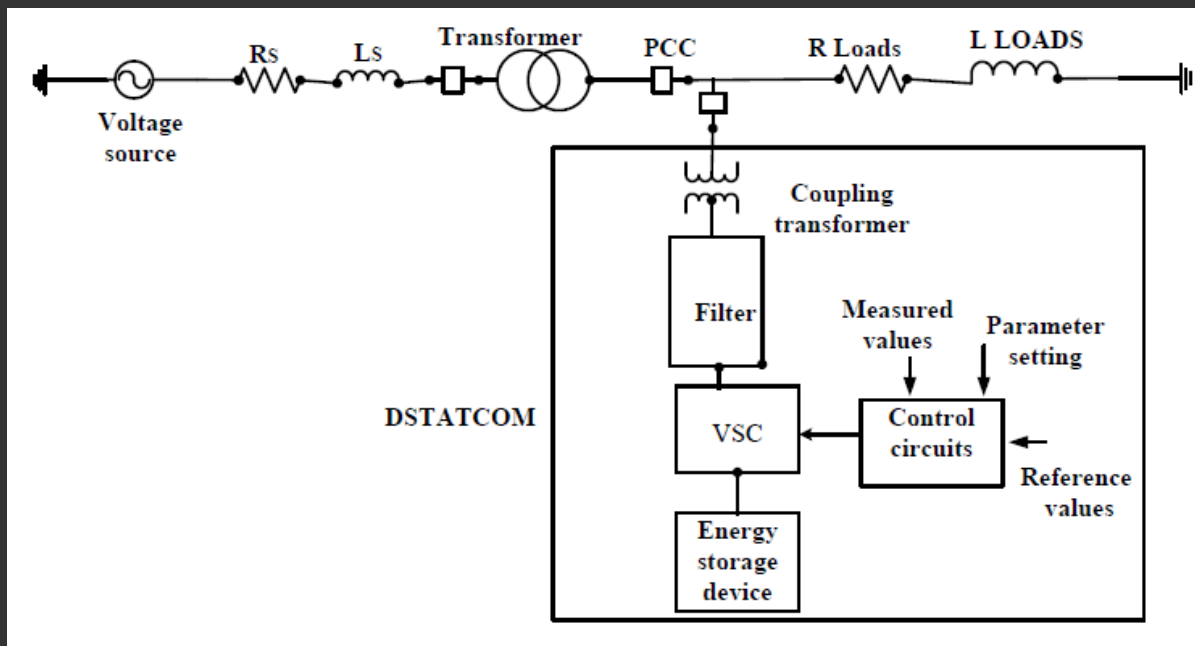 Rs
Ls
Transformer
PCC
R Loads
L LOADS
Voltage
source
Coupling
transformer
Filter
Measured
values
Parameter
setting
DSTATCOM
VSC
Control
circuits
Reference
values
Energy
storage
device